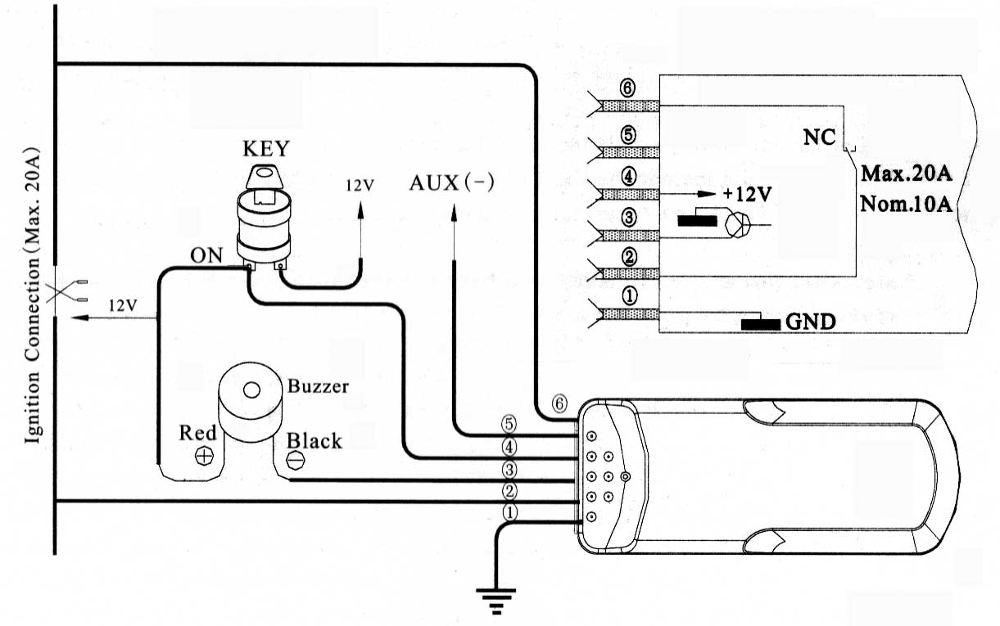 KEY
12V
AUX(-)
ON
Ignition Connection(Max. 20A)
12V
Buzzer
Red
⊕
Black
⊖
⑥
⑤
④
③
②
①
⑥
NC
⑤
Max.20A
④
+12V
Nom.10A
③
②
①
GND